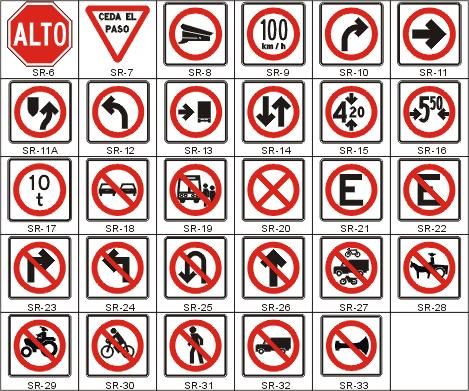 ALTO
CEDA EL
PASO
100
km / h
SR-6
SR-7
SR-8
SR-9
SR-10
SR-11
4 20
5 50
SR-11A
SR-12
SR-13
SR-14
SR-15
SR-16
10
t
E
E
SR-17
SR-18
SR-19
SR-20
SR-21
SR-22
SR-23
SR-24
SR-25
SR-26
SR-27
SR-28
SR-29
SR-30
SR-31
SR-32
SR-33